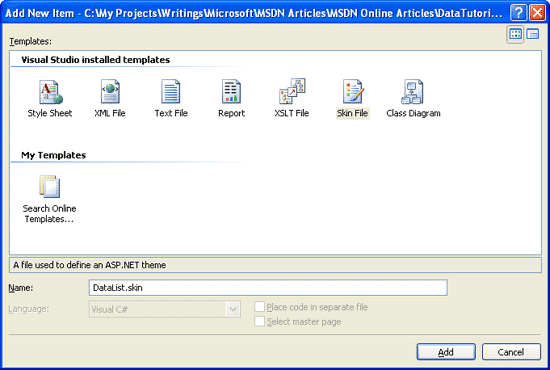 Add New Item - C:\My Projects\Writings\Microsoft\MSDN Articles\MSDN Online Articles\DataTutori...
Templates:
Visual Studio installed templates
Style Sheet
XML File
Text File
Report
XSLT File
Skin File
Class Diagram
My Templates
Search Online
Templates...
A file used to define an ASP.NET theme
Name:
DataList.skin
Language:
Visual C#
Place code in separate file
Select master page
Add
Cancel